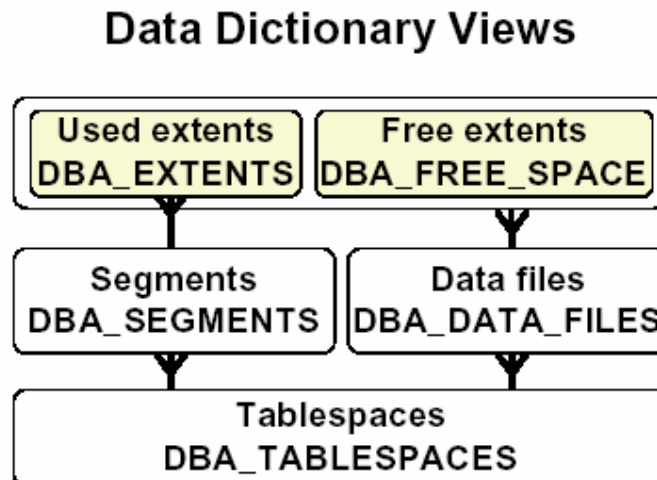 Data Dictionary Views
Used extents
DBA_EXTENTS
Free extents
DBA_FREE_SPACE
Segments
DBA_SEGMENTS
Data files
DBA_DATA_FILES
Tablespaces
DBA_TABLESPACES